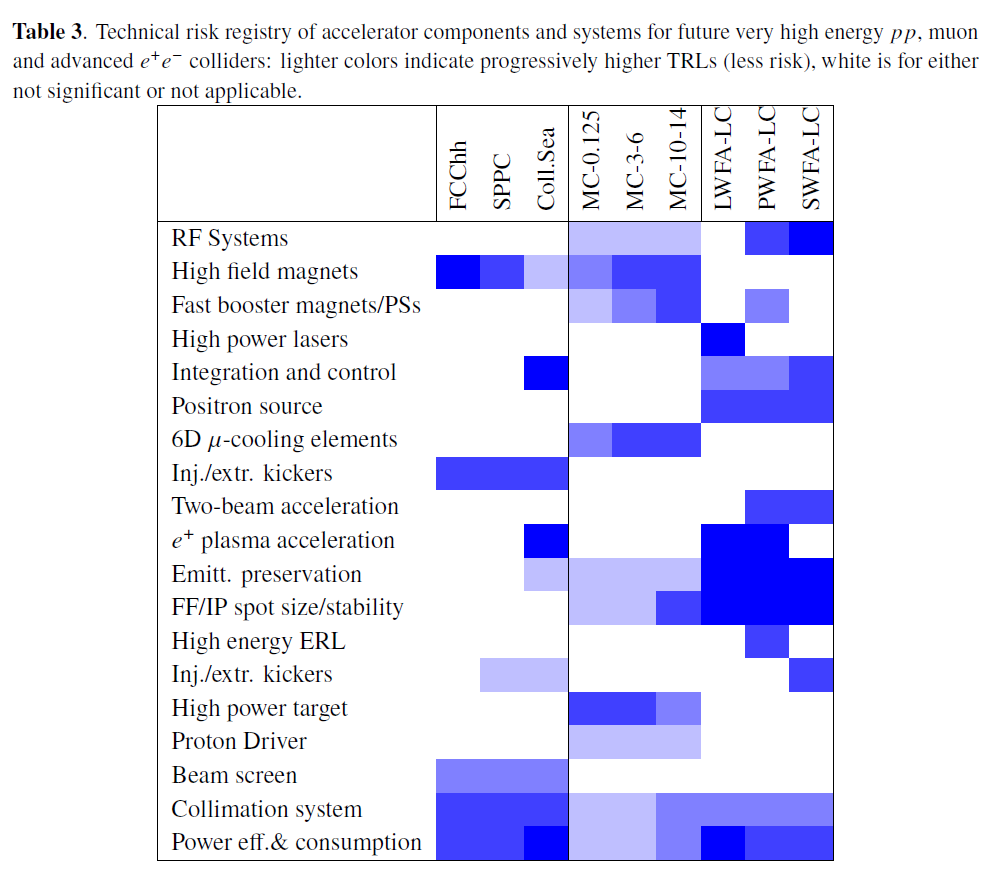 Table 3. Technical risk registry of accelerator components and systems for future very high energy pp, muon
and advanced e⁺e⁻ colliders: lighter colors indicate progressively higher TRLs (less risk), white is for either
not significant or not applicable.
FCChh
SPPC
Coll.Sea
MC-0.125
MC-3-6
MC-10-14
LWFA-LC
PWFA-LC
SWFA-LC
RF Systems
High field magnets
Fast booster magnets/PSs
High power lasers
Integration and control
Positron source
6D μ-cooling elements
Inj./extr. kickers
Two-beam acceleration
e⁺ plasma acceleration
Emitt. preservation
FF/IP spot size/stability
High energy ERL
Inj./extr. kickers
High power target
Proton Driver
Beam screen
Collimation system
Power eff.& consumption